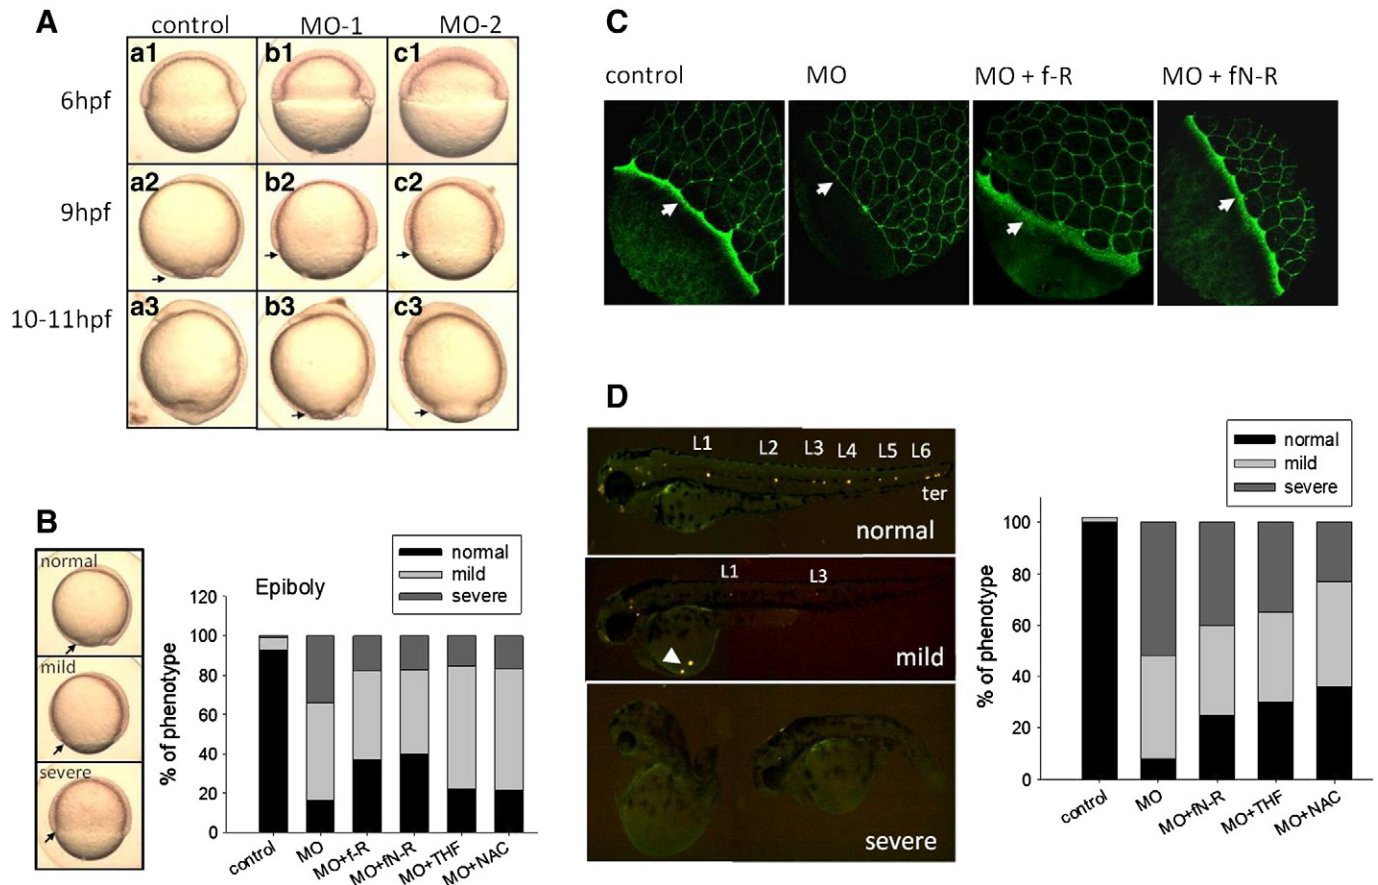 A
control MO-1 MO-2
6hpf
a1 b1 c1
9hpf
a2 b2 c2
10-11hpf
a3 b3 c3
B
normal
mild
severe
Epiboly
normal
mild
severe
% of phenotype
120
100
80
60
40
20
0
control MO MO+f-R MO+fN-R MO+THF MO+NAC
C
control MO MO + f-R MO + fN-R
D
L1 L2 L3 L4 L5 L6
ter
normal
L1 L3
mild
severe
normal
mild
severe
% of phenotype
100
80
60
40
20
0
control MO MO+fN-R MO+THF MO+NAC